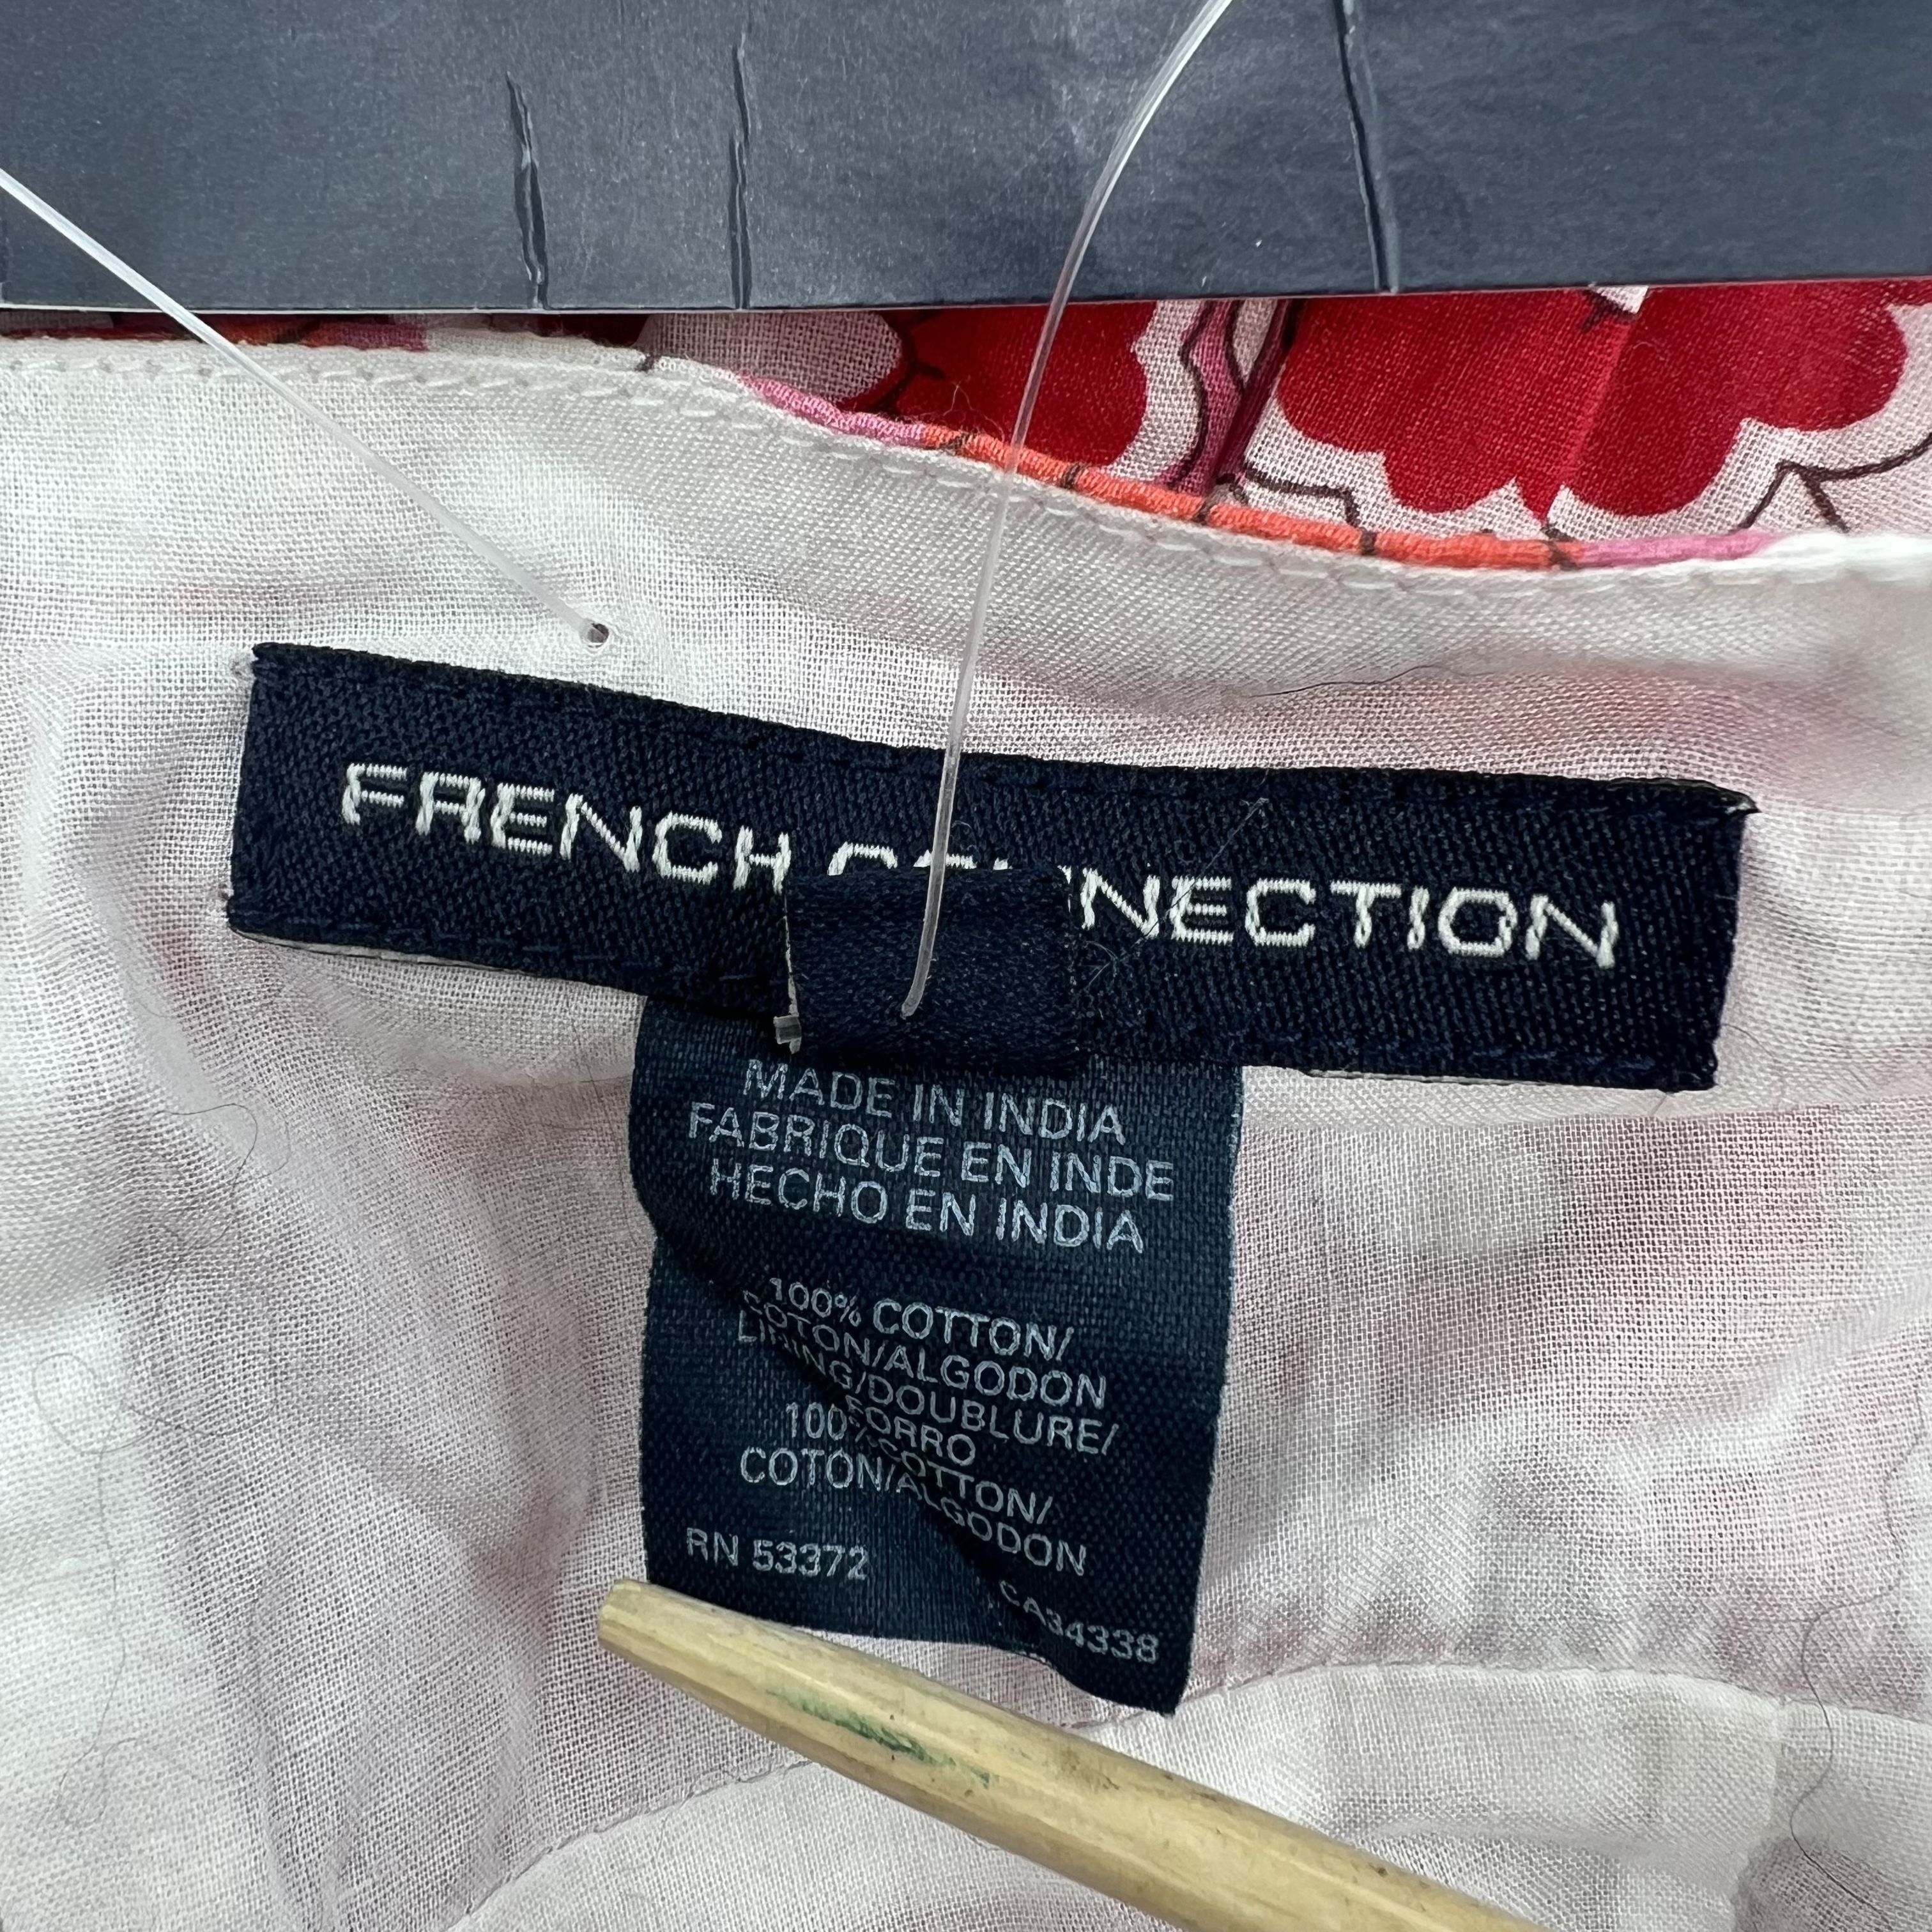 FRENCH CONNECTION
MADE IN INDIA
FABRIQUE EN INDE
HECHO EN INDIA
100% COTTON/
COTON/ALGODON
LINING/DOUBLURE/
FORRO
100% COTTON/
COTON/ALGODON
RN 53372
CA34338